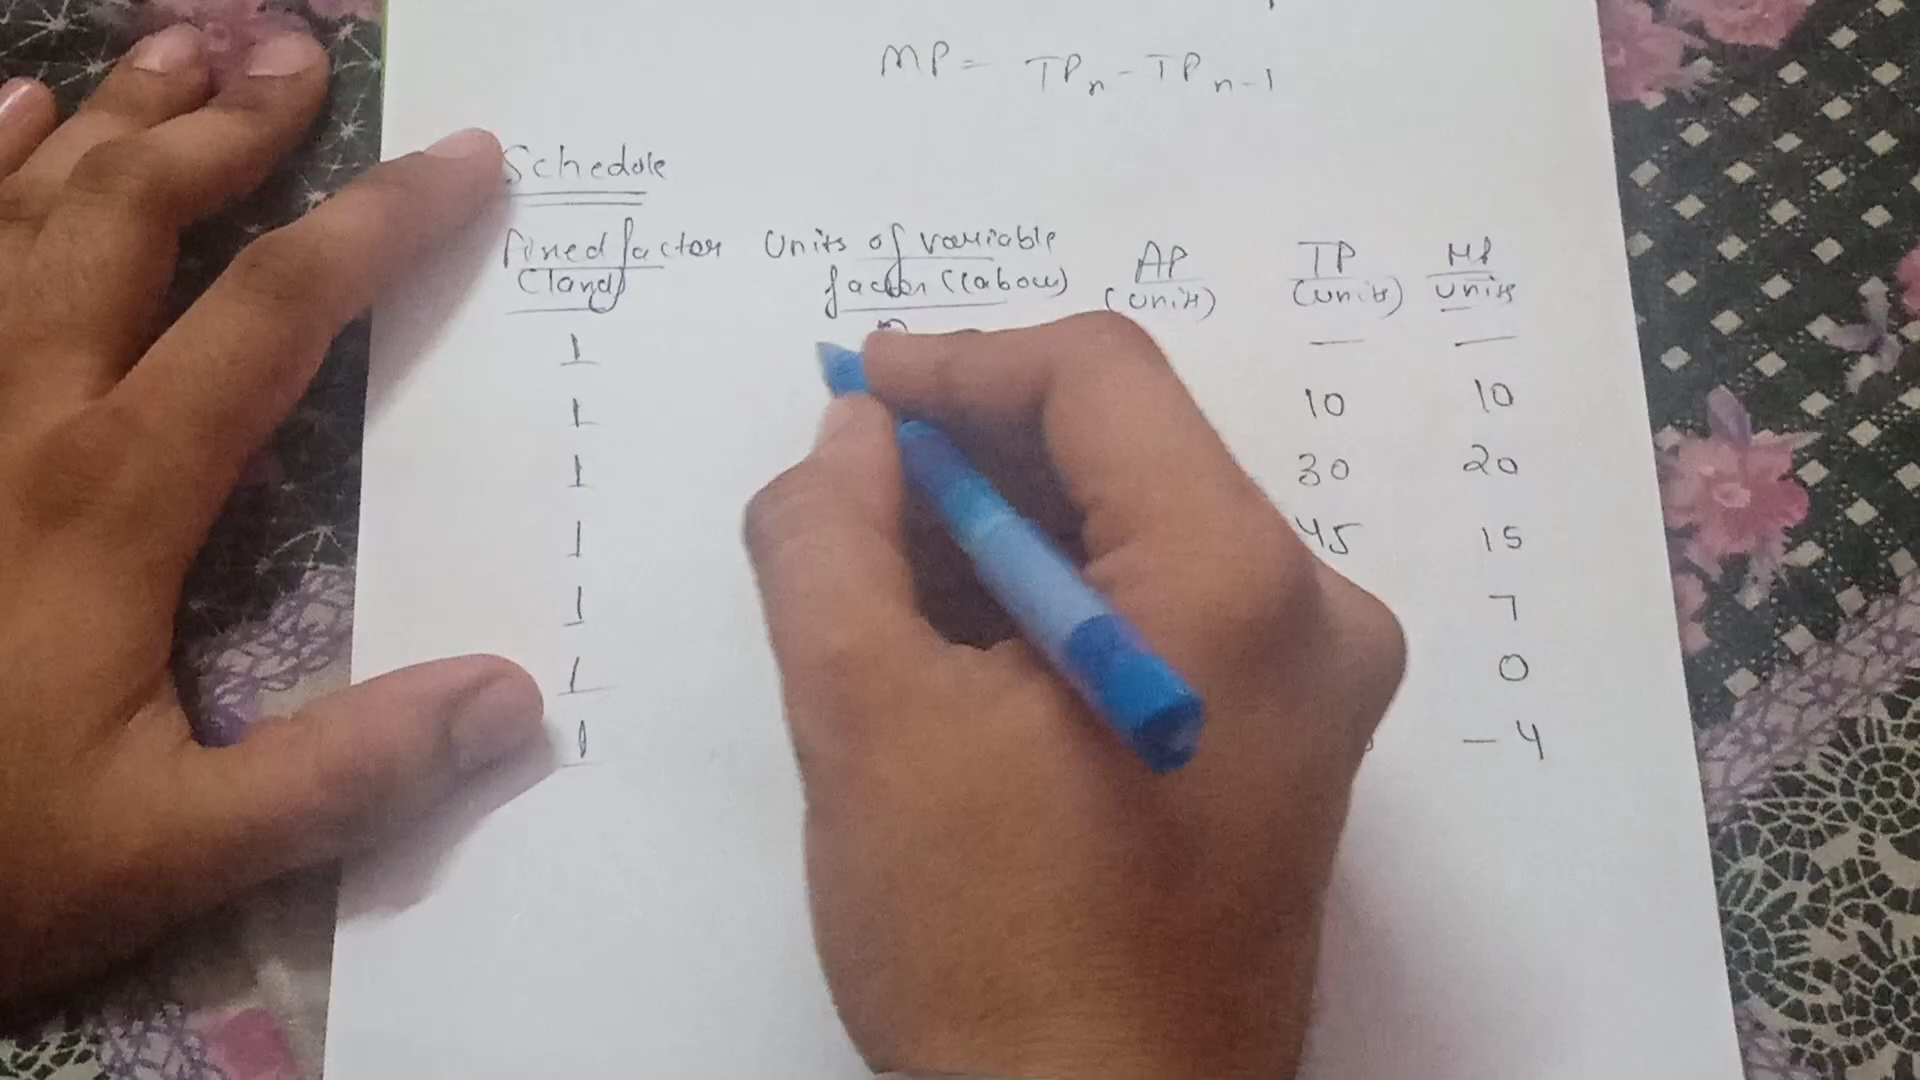 MP = TPn - TPn-1
Schedule
Fixed factor Units of variable AP TP MP
(land) factor (labour) (units) (units) units
1 — —
1 10 10
1 30 20
1 45 15
1 7
1 0
1 - 4